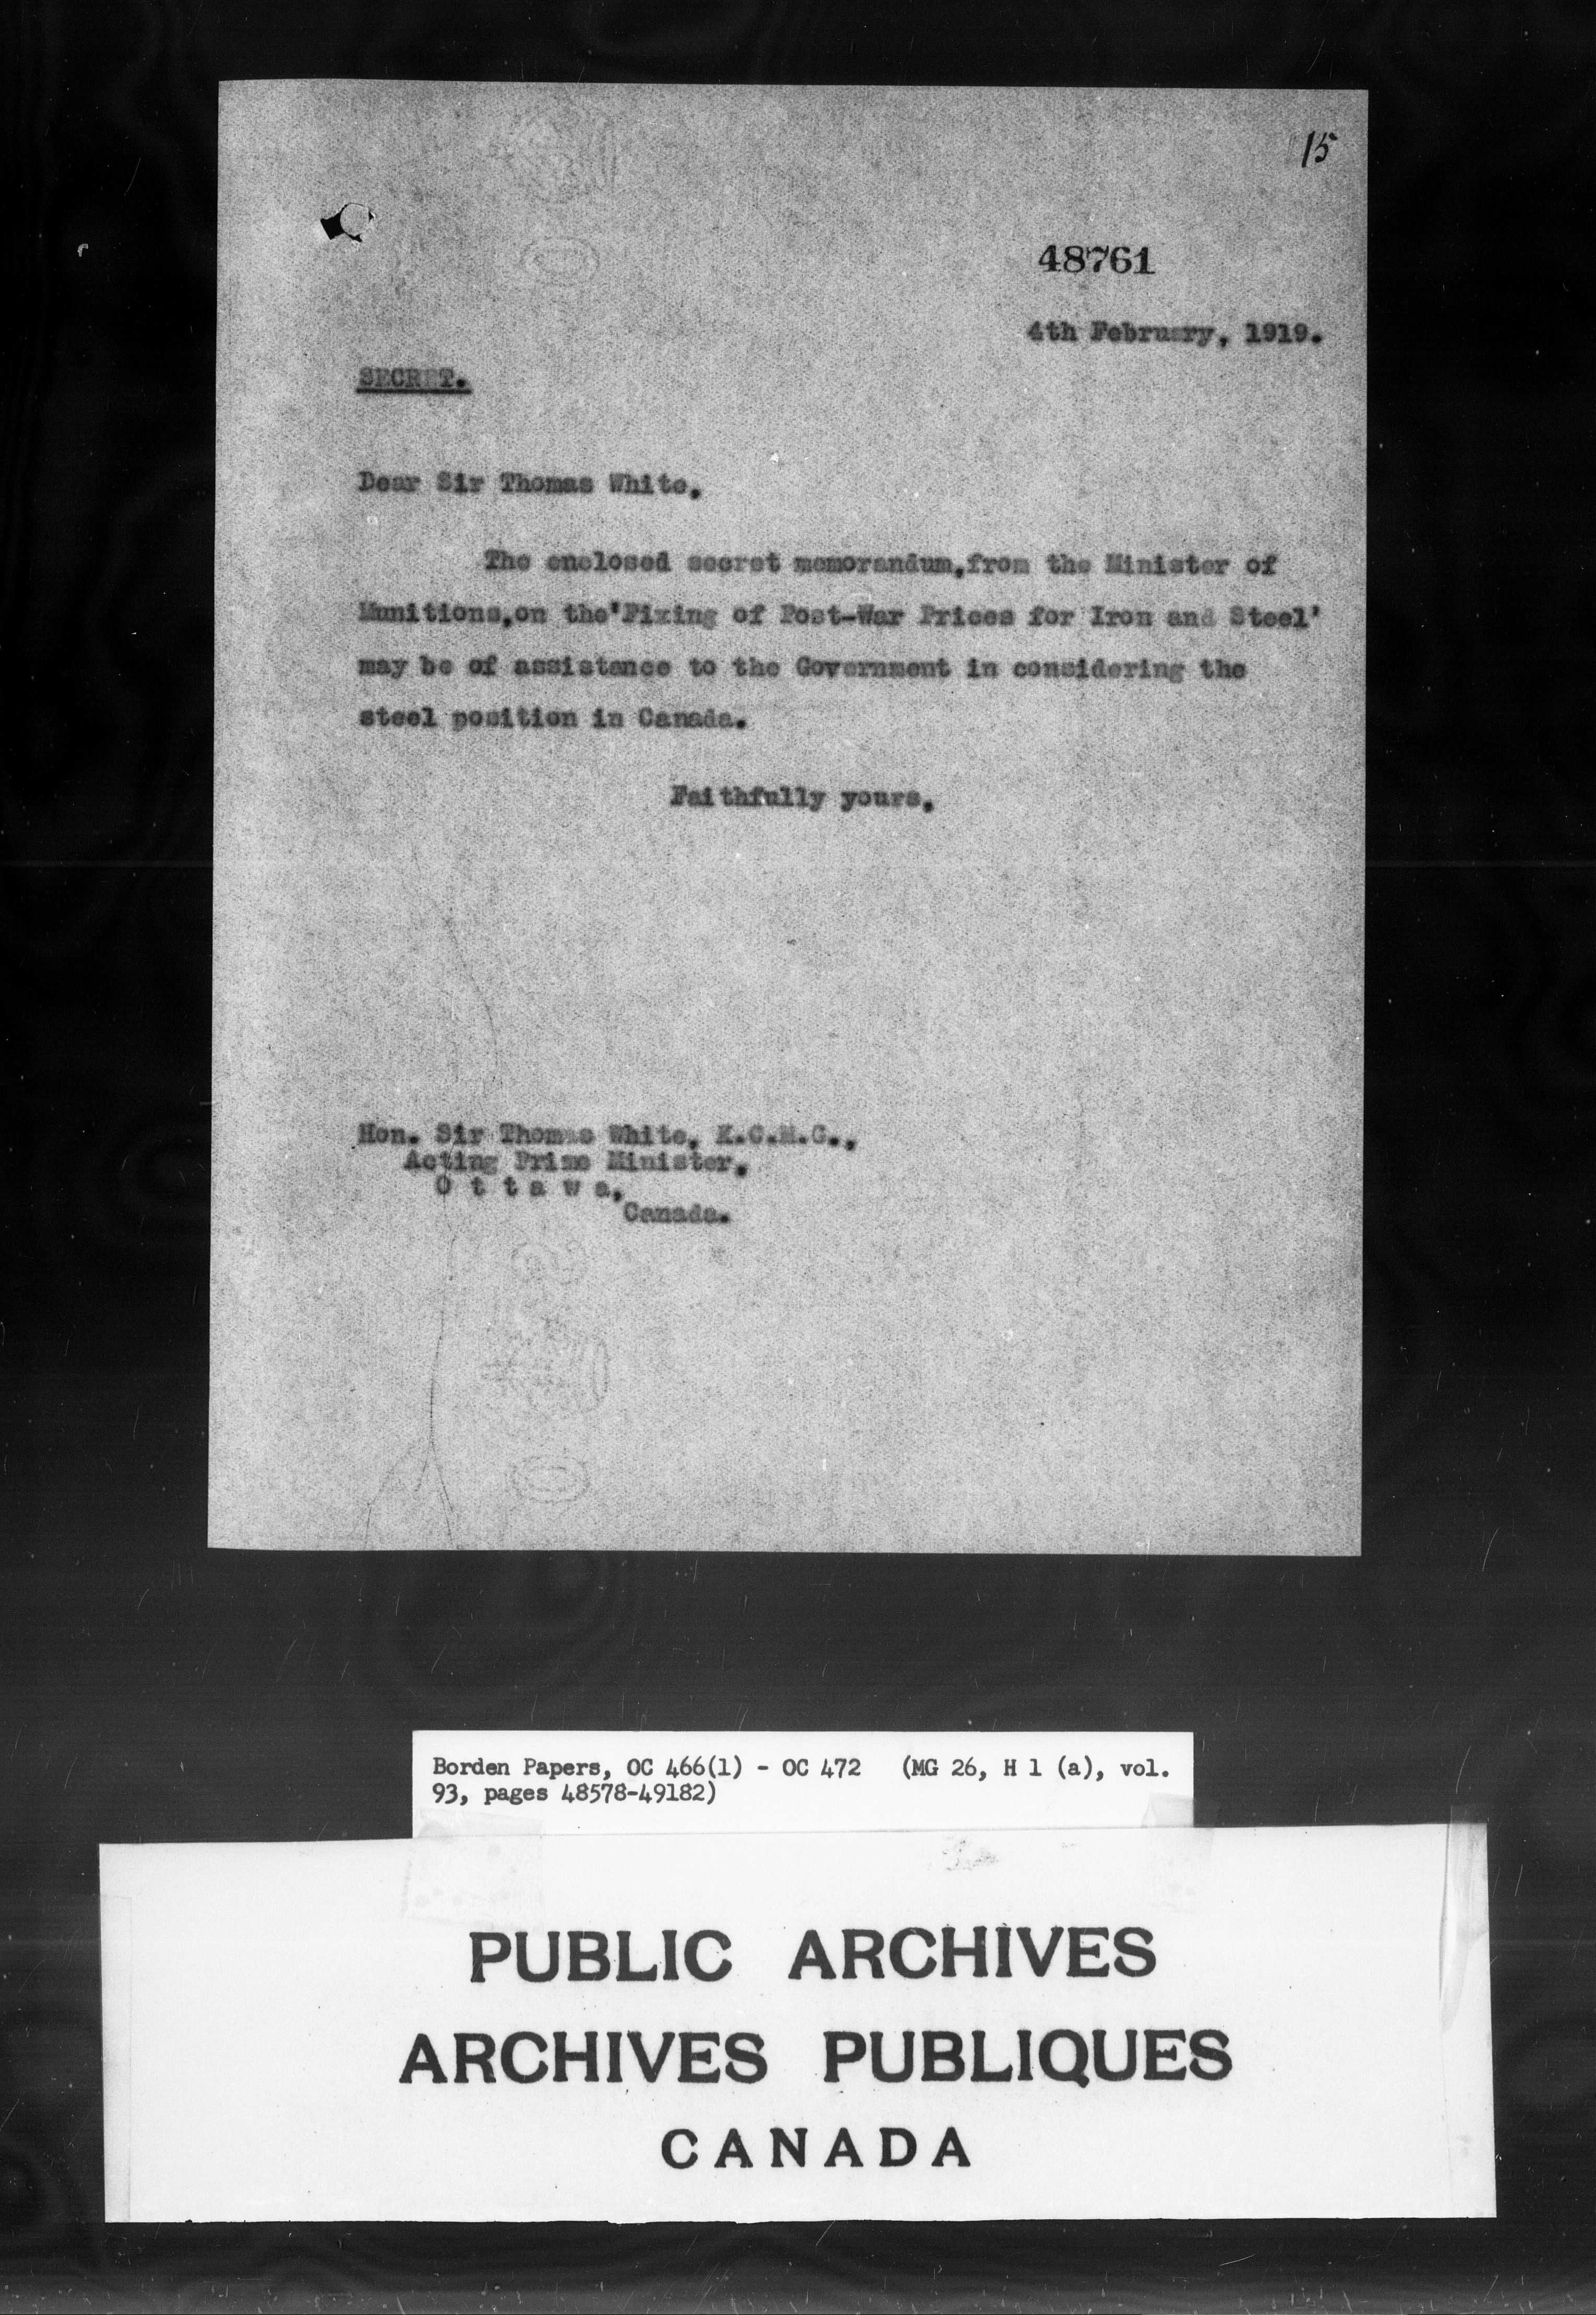 15
48761
4th February, 1919.
SECRET.
Dear Sir Thomas White,
The enclosed secret memorandum,from the Minister of
Munitions,on the'Fixing of Post-War Prices for Iron and Steel'
may be of assistance to the Government in considering the
steel position in Canada.
Faithfully yours,
Hon. Sir Thomas White, K.C.M.G.,
Acting Prime Minister,
O t t a w a,
Canada.
Borden Papers, OC 466(1) - OC 472 (MG 26, H 1 (a), vol.
93, pages 48578-49182)
PUBLIC ARCHIVES
ARCHIVES PUBLIQUES
CANADA